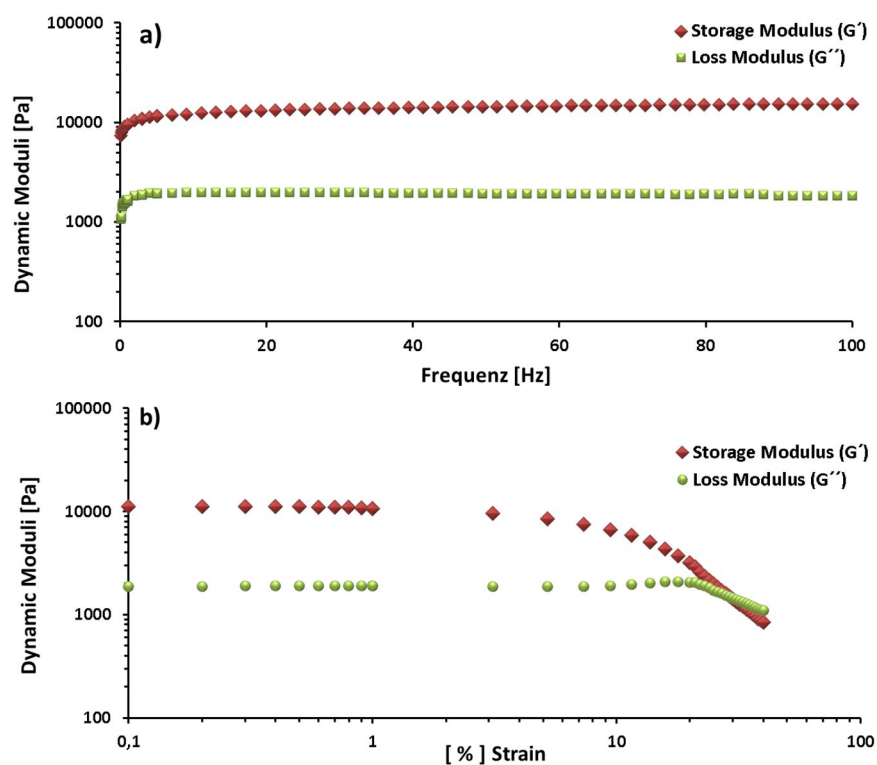 a)
Storage Modulus (G´)
Loss Modulus (G´´)
Dynamic Moduli [Pa]
100000
10000
1000
100
0 20 40 60 80 100
Frequenz [Hz]
b)
Storage Modulus (G´)
Loss Modulus (G´´)
Dynamic Moduli [Pa]
100000
10000
1000
100
0,1 1 10 100
[ % ] Strain